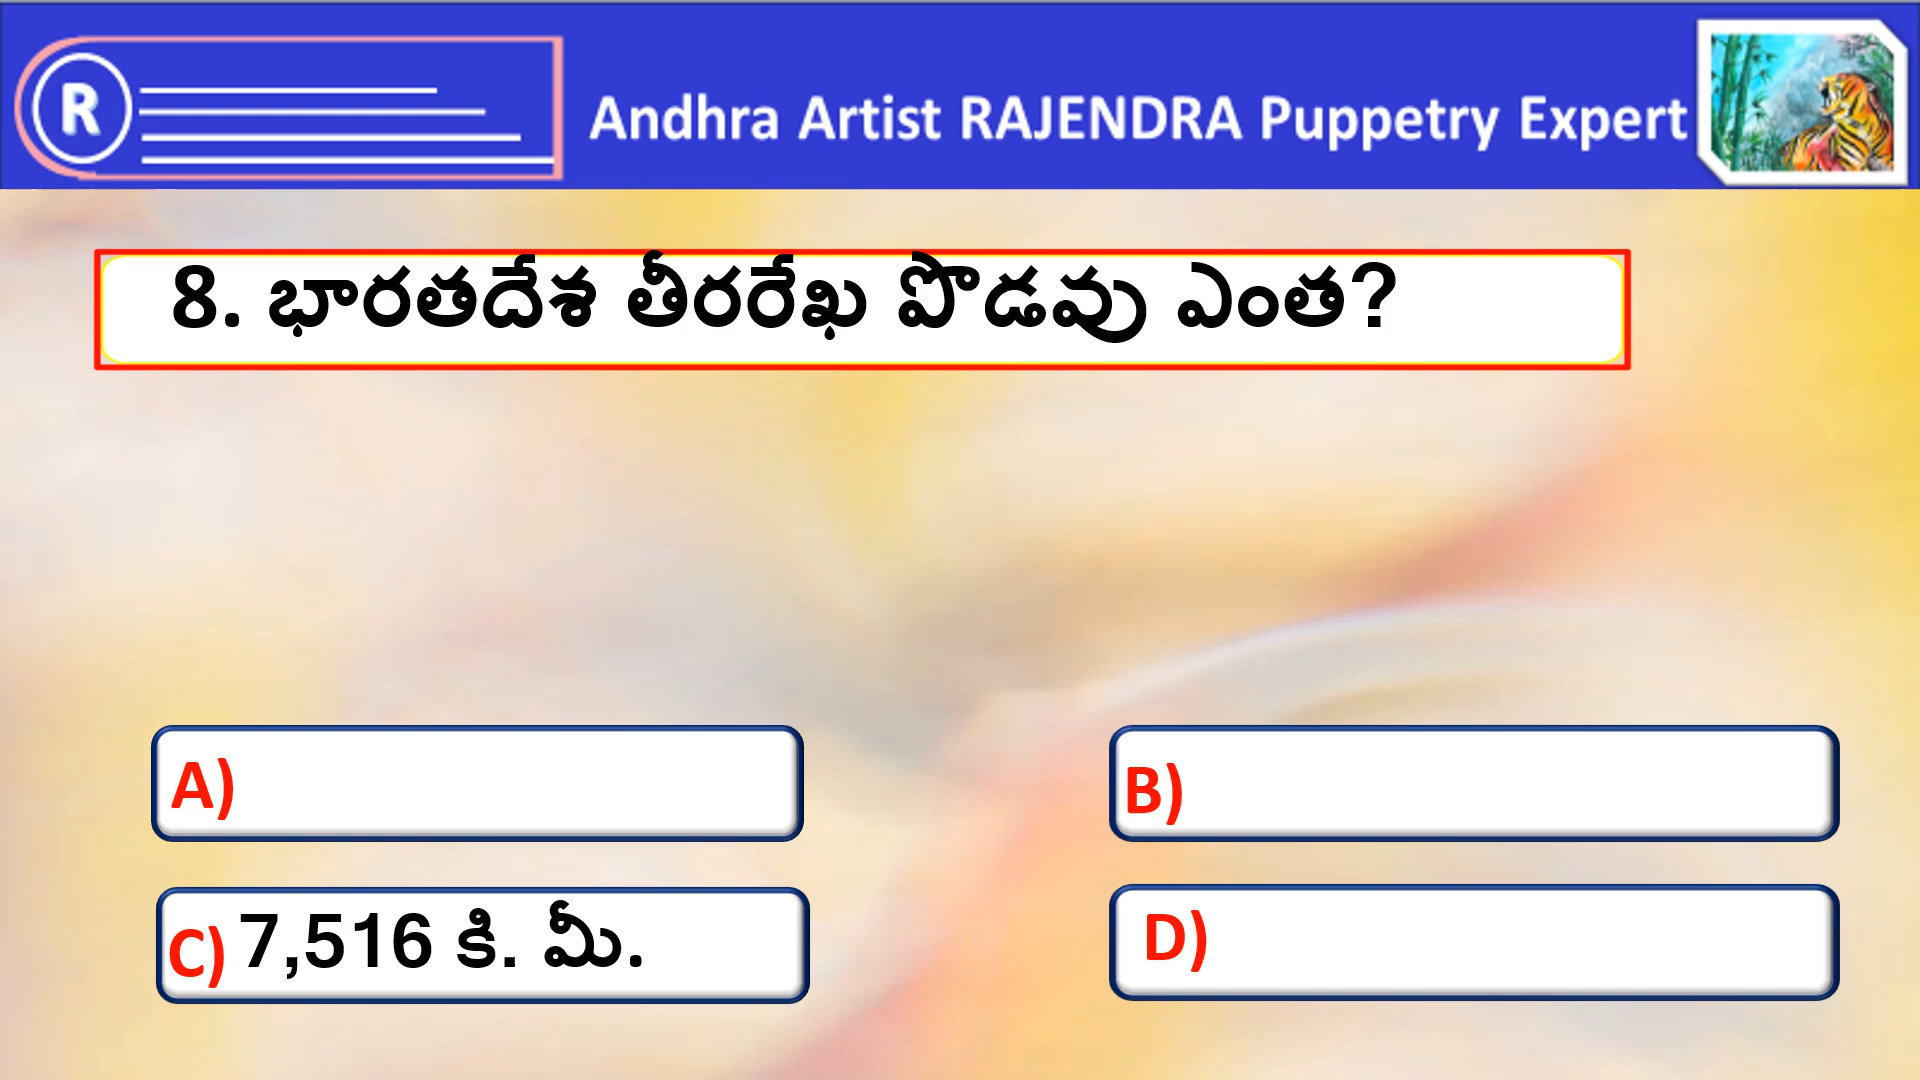 R
Andhra Artist RAJENDRA Puppetry Expert
8. భారతదేశ తీరరేఖ పొడవు ఎంత?
A)
B)
C) 7,516 కి. మీ.
D)